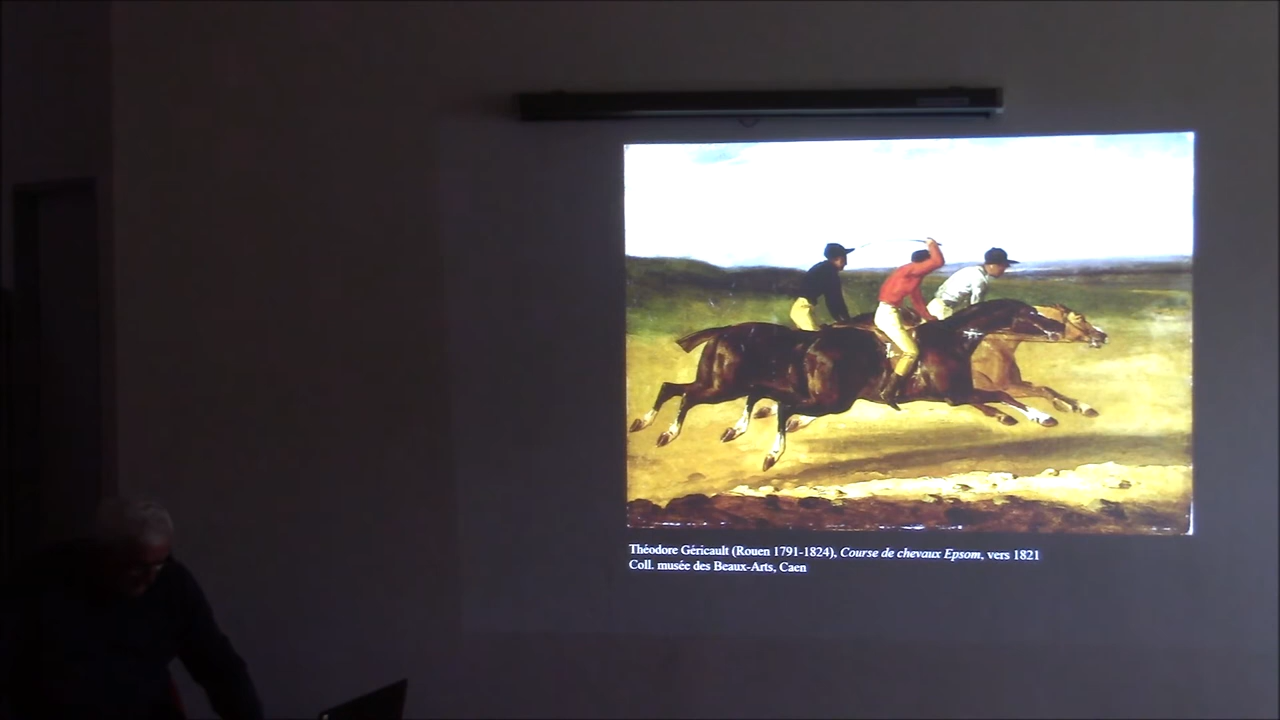 Théodore Géricault (Rouen 1791-1824), Course de chevaux Epsom, vers 1821
Coll. musée des Beaux-Arts, Caen